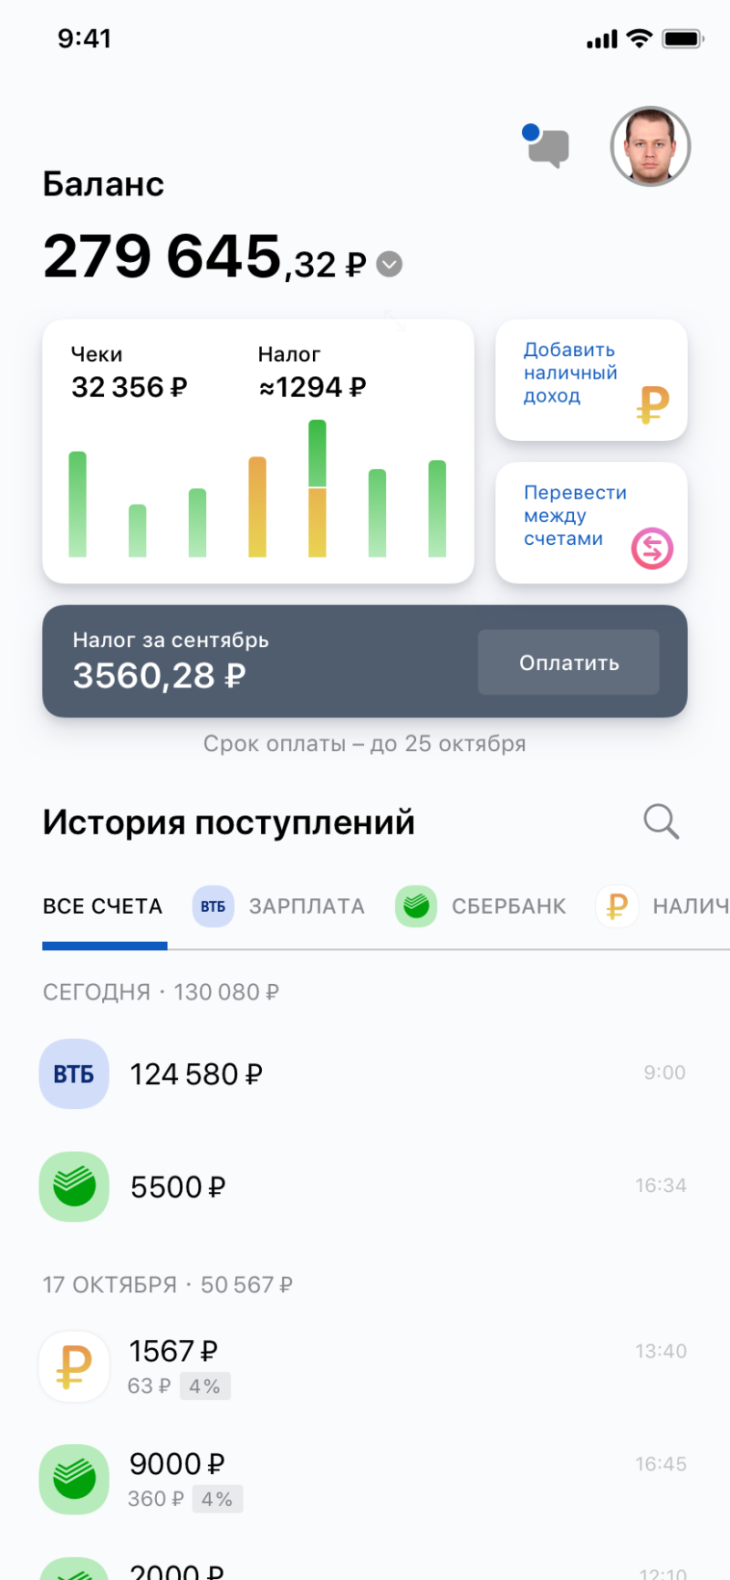 9:41
Баланс
279 645,32 ₽
Чеки
32 356 ₽
Налог
≈1294 ₽
Добавить
наличный
доход
₽
Перевести
между
счетами
Налог за сентябрь
3560,28 ₽
Оплатить
Срок оплаты – до 25 октября
История поступлений
ВСЕ СЧЕТА ВТБ ЗАРПЛАТА СБЕРБАНК ₽ НАЛИЧ
СЕГОДНЯ · 130 080 ₽
ВТБ 124 580 ₽ 9:00
5500 ₽ 16:34
17 ОКТЯБРЯ · 50 567 ₽
₽ 1567 ₽ 13:40
63 ₽ 4%
9000 ₽ 16:45
360 ₽ 4%
2000 ₽ 12:10